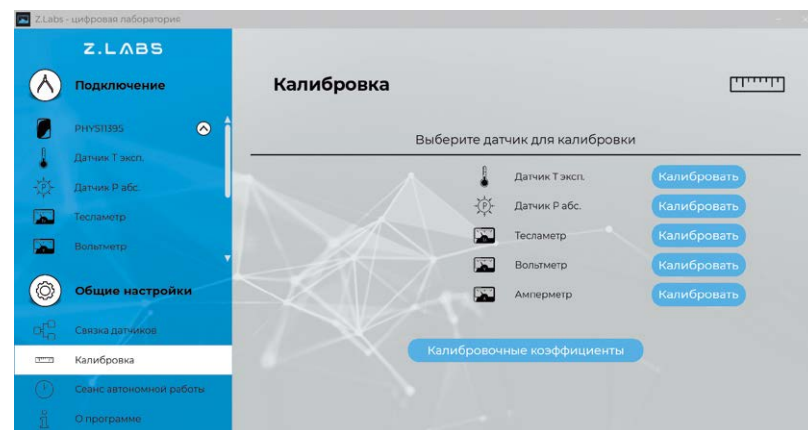 Z.Labs - цифровая лаборатория
Z.LABS
Подключение
PHYS11395
Датчик Т эксп.
Датчик Р абс.
Тесламетр
Вольтметр
Общие настройки
Связка датчиков
Калибровка
Сеанс автономной работы
О программе
Калибровка
Выберите датчик для калибровки
Датчик Т эксп. Калибровать
Датчик Р абс. Калибровать
Тесламетр Калибровать
Вольтметр Калибровать
Амперметр Калибровать
Калибровочные коэффициенты